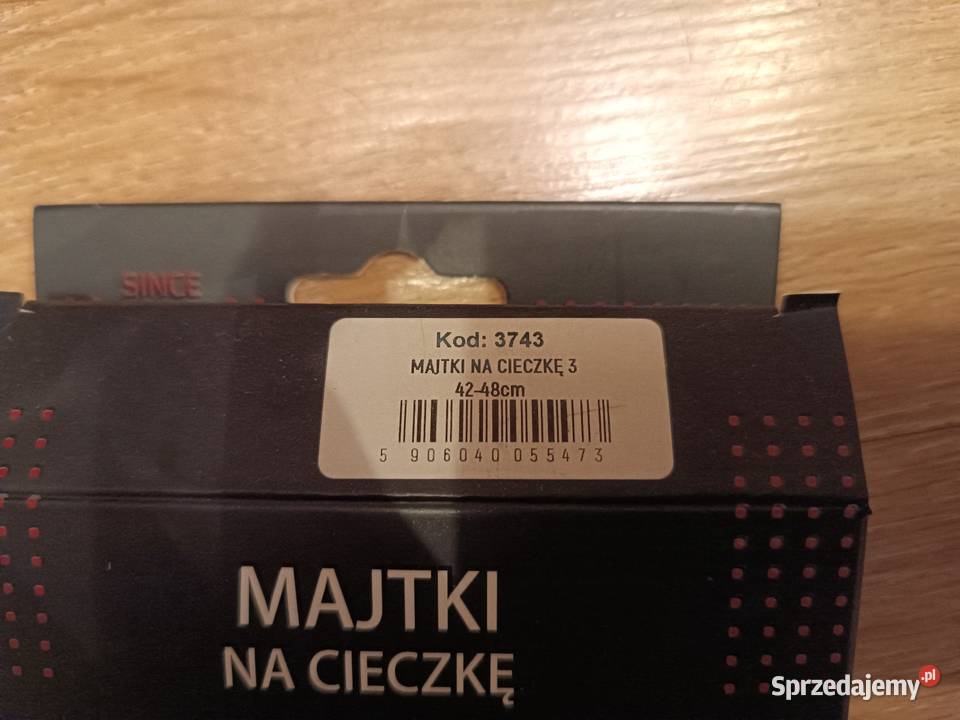 SINCE
Kod: 3743
MAJTKI NA CIECZKĘ 3
42-48cm
5 906040 055473
MAJTKI
NA CIECZKĘ
Sprzedajemy.pl